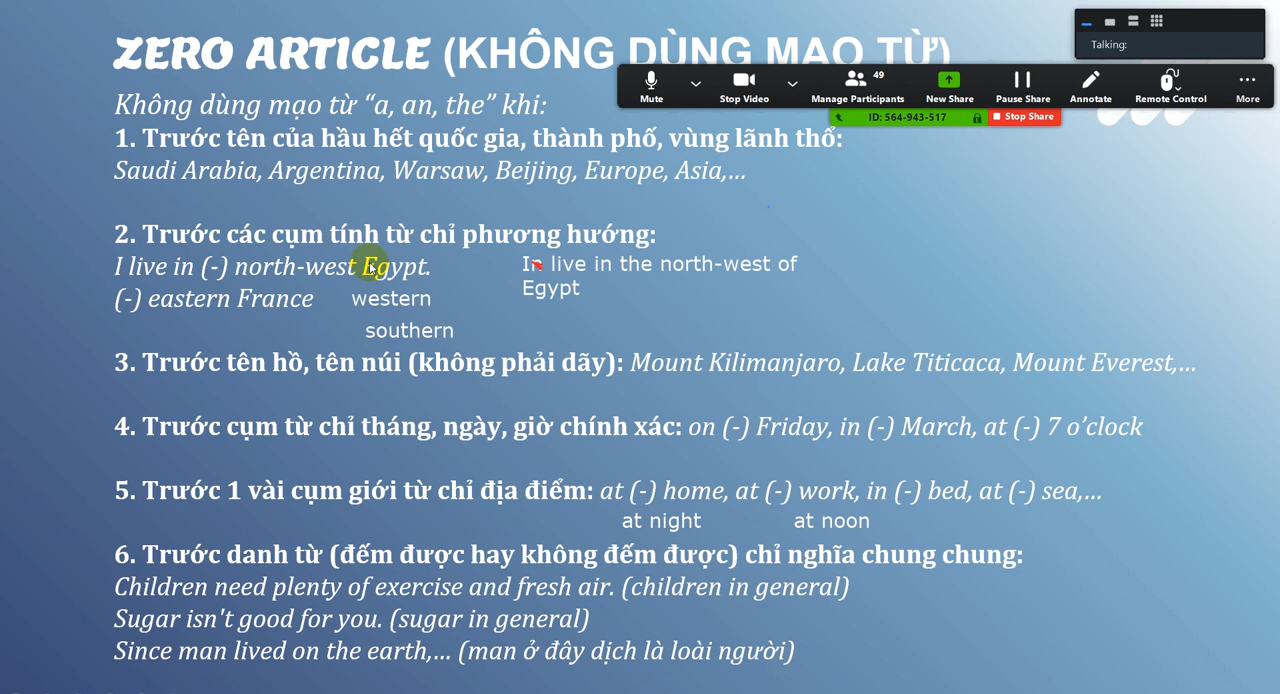 ZERO ARTICLE (KHÔNG DÙNG MẠO TỪ)
Talking:
Mute
Stop Video
Manage Participants
49
New Share
Pause Share
Annotate
Remote Control
More
ID: 564-943-517
Stop Share
Không dùng mạo từ “a, an, the” khi:
1. Trước tên của hầu hết quốc gia, thành phố, vùng lãnh thổ:
Saudi Arabia, Argentina, Warsaw, Beijing, Europe, Asia,...
2. Trước các cụm tính từ chỉ phương hướng:
I live in (-) north-west Egypt.
In live in the north-west of
Egypt
(-) eastern France
western
southern
3. Trước tên hồ, tên núi (không phải dãy): Mount Kilimanjaro, Lake Titicaca, Mount Everest,...
4. Trước cụm từ chỉ tháng, ngày, giờ chính xác: on (-) Friday, in (-) March, at (-) 7 o’clock
5. Trước 1 vài cụm giới từ chỉ địa điểm: at (-) home, at (-) work, in (-) bed, at (-) sea,...
at night
at noon
6. Trước danh từ (đếm được hay không đếm được) chỉ nghĩa chung chung:
Children need plenty of exercise and fresh air. (children in general)
Sugar isn't good for you. (sugar in general)
Since man lived on the earth,... (man ở đây dịch là loài người)